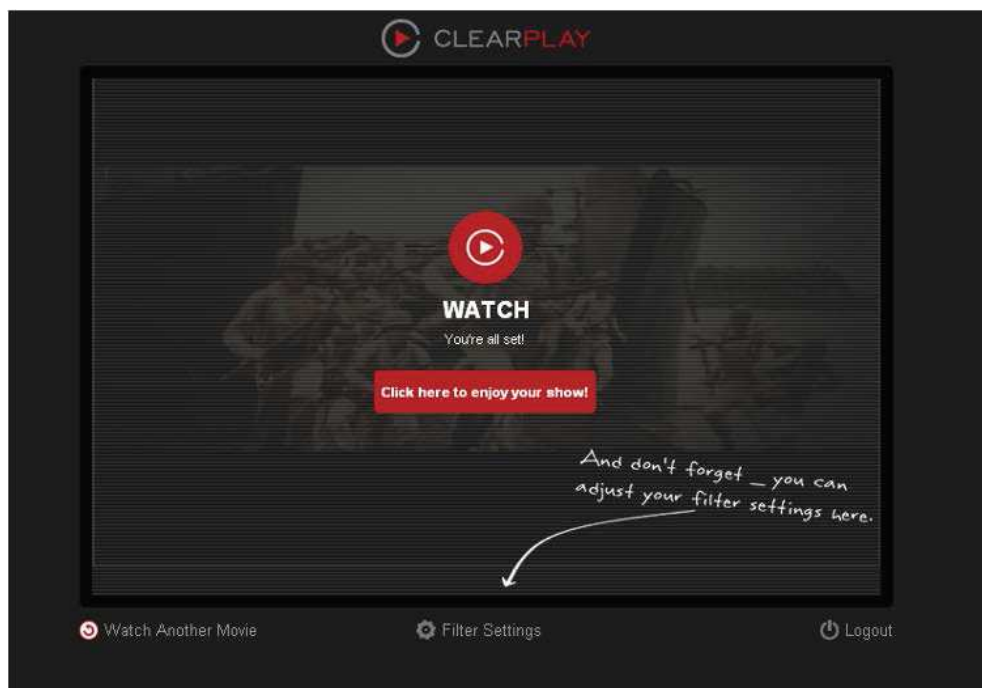 CLEARPLAY
WATCH
You're all set!
Click here to enjoy your show!
And don't forget _ you can
adjust your filter settings here.
Watch Another Movie
Filter Settings
Logout